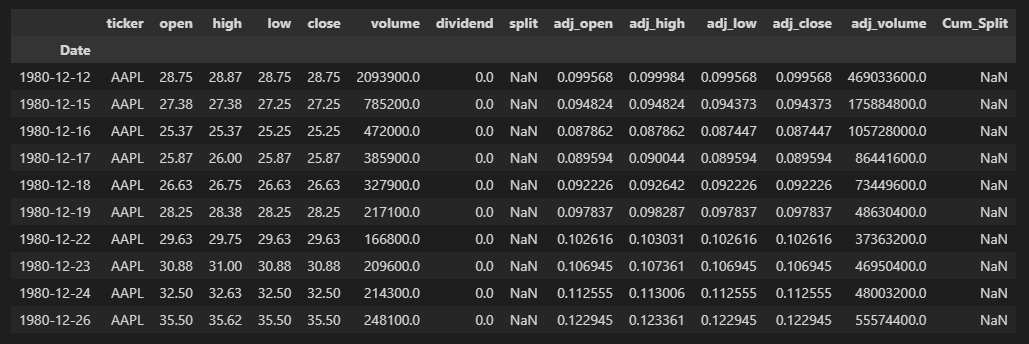 ticker open high low close volume dividend split adj_open adj_high adj_low adj_close adj_volume Cum_Split
Date
1980-12-12 AAPL 28.75 28.87 28.75 28.75 2093900.0 0.0 NaN 0.099568 0.099984 0.099568 0.099568 469033600.0 NaN
1980-12-15 AAPL 27.38 27.38 27.25 27.25 785200.0 0.0 NaN 0.094824 0.094824 0.094373 0.094373 175884800.0 NaN
1980-12-16 AAPL 25.37 25.37 25.25 25.25 472000.0 0.0 NaN 0.087862 0.087862 0.087447 0.087447 105728000.0 NaN
1980-12-17 AAPL 25.87 26.00 25.87 25.87 385900.0 0.0 NaN 0.089594 0.090044 0.089594 0.089594 86441600.0 NaN
1980-12-18 AAPL 26.63 26.75 26.63 26.63 327900.0 0.0 NaN 0.092226 0.092642 0.092226 0.092226 73449600.0 NaN
1980-12-19 AAPL 28.25 28.38 28.25 28.25 217100.0 0.0 NaN 0.097837 0.098287 0.097837 0.097837 48630400.0 NaN
1980-12-22 AAPL 29.63 29.75 29.63 29.63 166800.0 0.0 NaN 0.102616 0.103031 0.102616 0.102616 37363200.0 NaN
1980-12-23 AAPL 30.88 31.00 30.88 30.88 209600.0 0.0 NaN 0.106945 0.107361 0.106945 0.106945 46950400.0 NaN
1980-12-24 AAPL 32.50 32.63 32.50 32.50 214300.0 0.0 NaN 0.112555 0.113006 0.112555 0.112555 48003200.0 NaN
1980-12-26 AAPL 35.50 35.62 35.50 35.50 248100.0 0.0 NaN 0.122945 0.123361 0.122945 0.122945 55574400.0 NaN